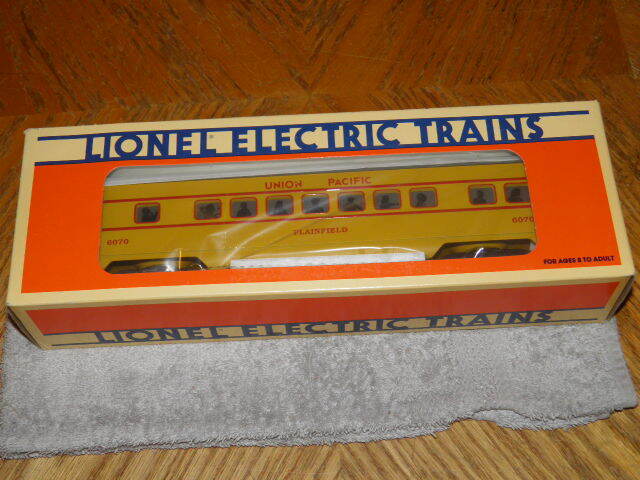 LIONEL® ELECTRIC TRAINS
UNION PACIFIC
6070
PLAINFIELD
6070
FOR AGES 8 TO ADULT
LIONEL ELECTRIC TRAINS